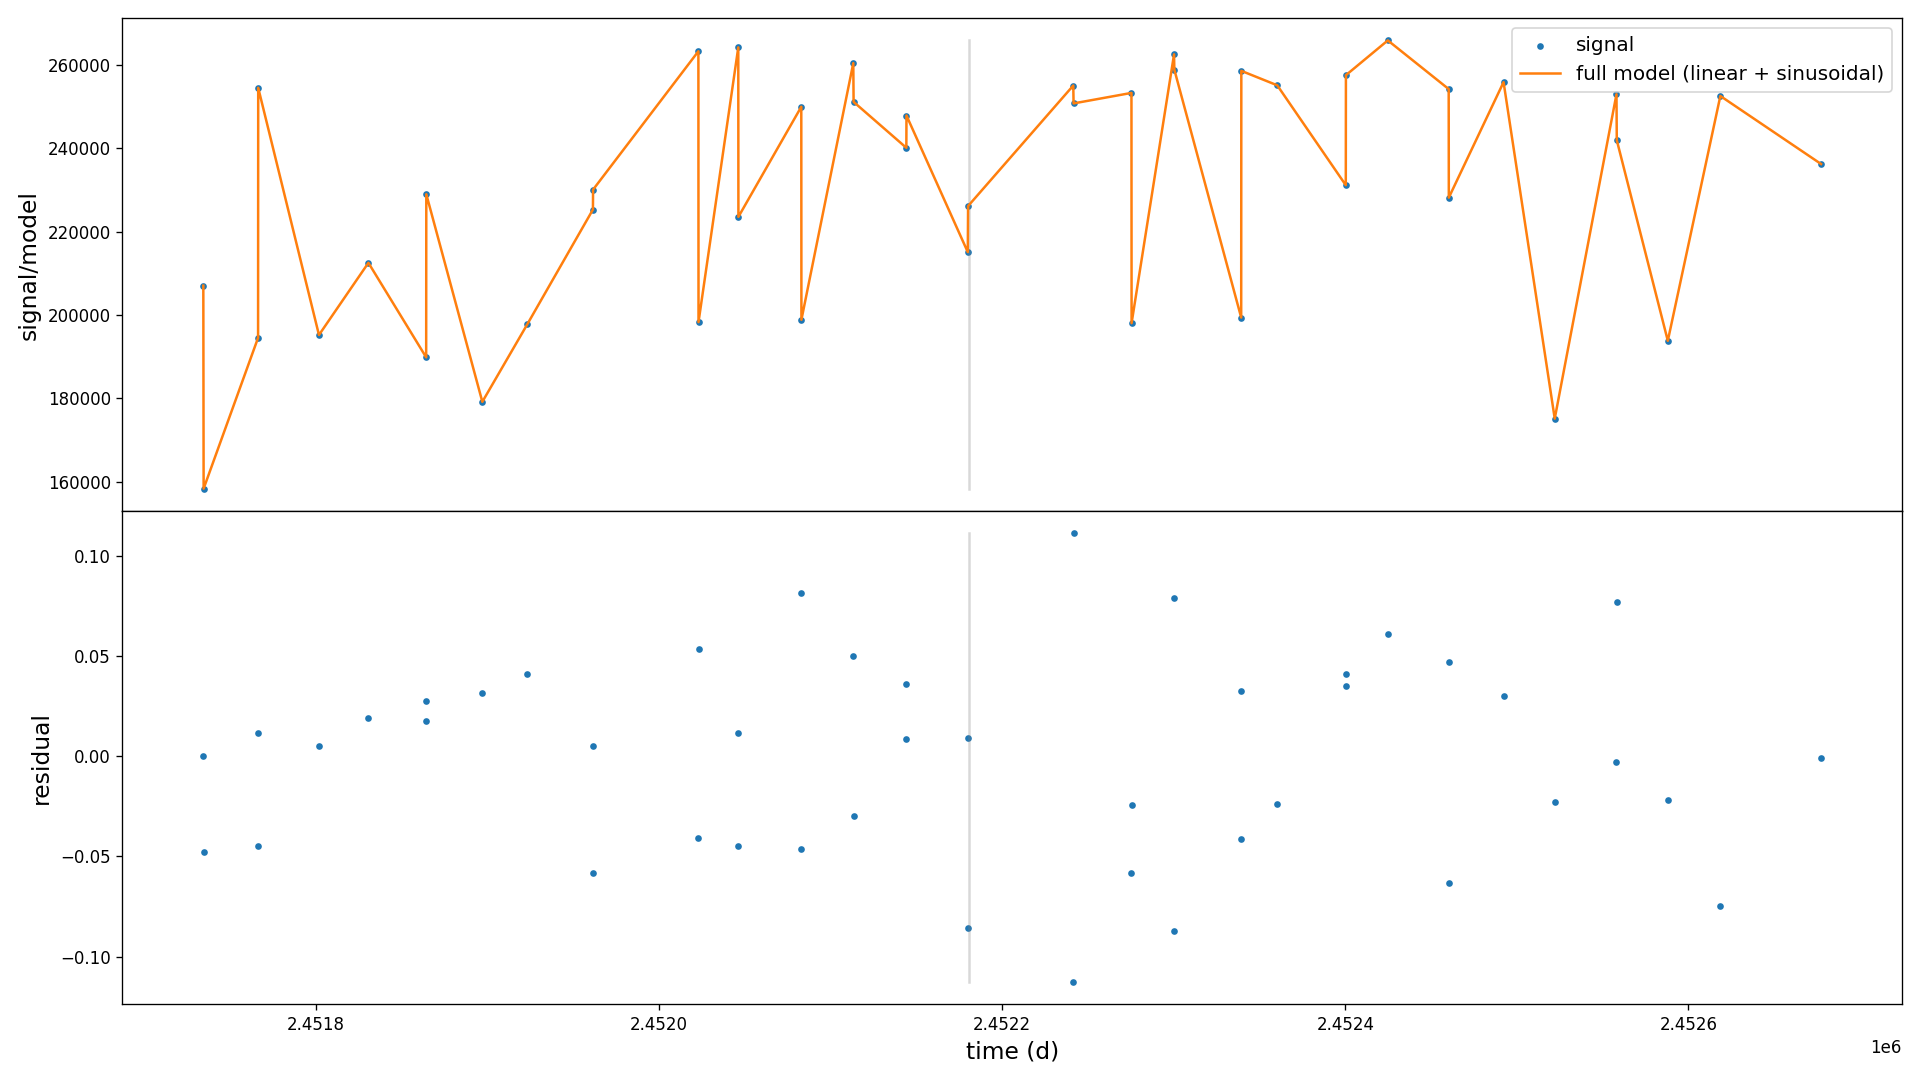 signal
full model (linear + sinusoidal)
260000
240000
220000
200000
180000
160000
signal/model
0.10
0.05
0.00
−0.05
−0.10
residual
2.4518
2.4520
2.4522
2.4524
2.4526
1e6
time (d)